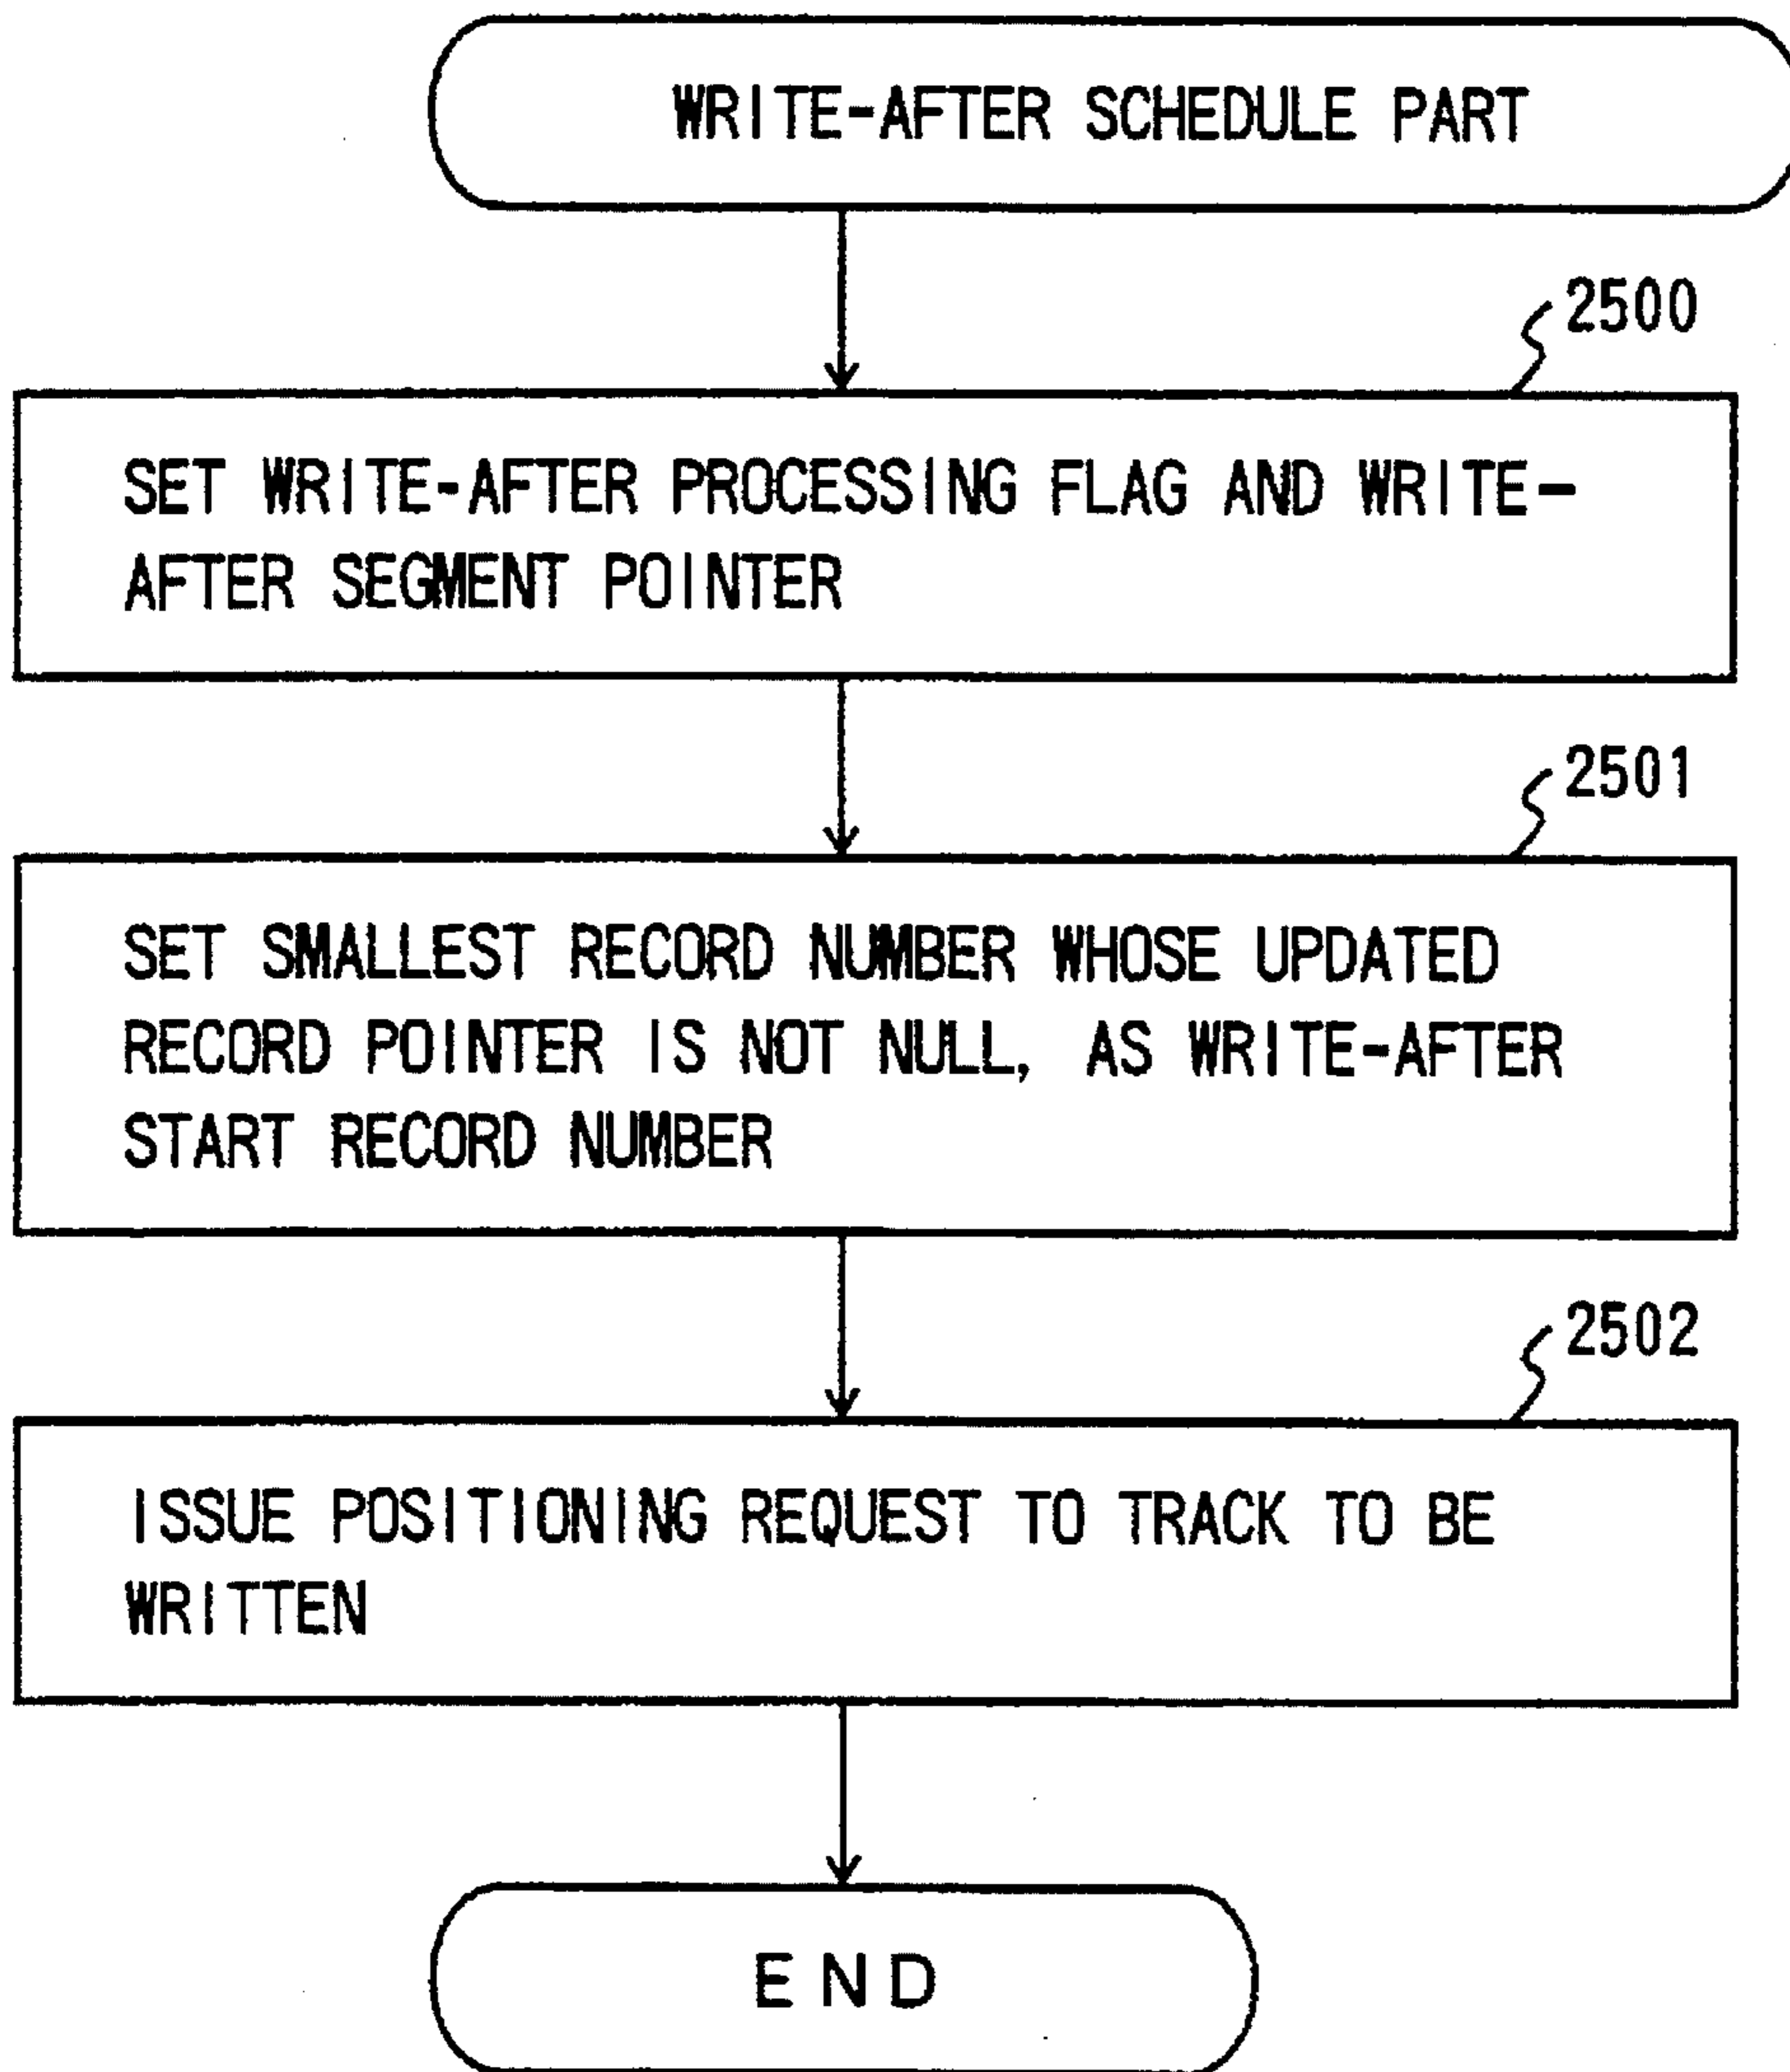 WRITE-AFTER SCHEDULE PART
2500
SET WRITE-AFTER PROCESSING FLAG AND WRITE-
AFTER SEGMENT POINTER
2501
SET SMALLEST RECORD NUMBER WHOSE UPDATED
RECORD POINTER IS NOT NULL, AS WRITE-AFTER
START RECORD NUMBER
2502
ISSUE POSITIONING REQUEST TO TRACK TO BE
WRITTEN
END